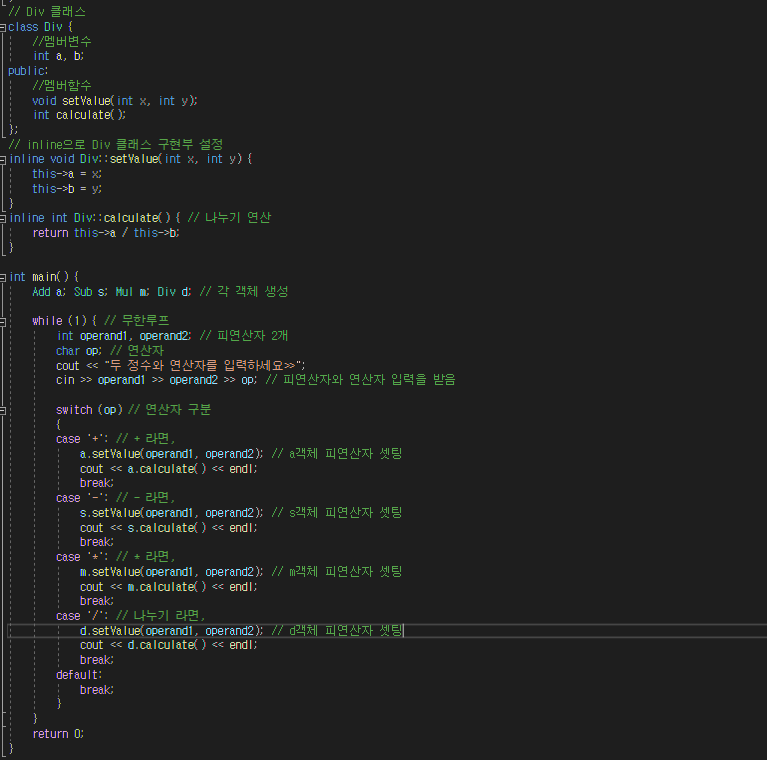 // Div 클래스
class Div {
//멤버변수
int a, b;
public:
//멤버함수
void setValue(int x, int y);
int calculate();
};
// inline으로 Div 클래스 구현부 설정
inline void Div::setValue(int x, int y) {
this->a = x;
this->b = y;
}
inline int Div::calculate() { // 나누기 연산
return this->a / this->b;
}
int main() {
Add a; Sub s; Mul m; Div d; // 각 객체 생성
while (1) { // 무한루프
int operand1, operand2; // 피연산자 2개
char op; // 연산자
cout << "두 정수와 연산자를 입력하세요>>";
cin >> operand1 >> operand2 >> op; // 피연산자와 연산자 입력을 받음
switch (op) // 연산자 구분
{
case '+': // + 라면,
a.setValue(operand1, operand2); // a객체 피연산자 셋팅
cout << a.calculate() << endl;
break;
case '-': // - 라면,
s.setValue(operand1, operand2); // s객체 피연산자 셋팅
cout << s.calculate() << endl;
break;
case '*': // * 라면,
m.setValue(operand1, operand2); // m객체 피연산자 셋팅
cout << m.calculate() << endl;
break;
case '/': // 나누기 라면,
d.setValue(operand1, operand2); // d객체 피연산자 셋팅
cout << d.calculate() << endl;
break;
default:
break;
}
}
return 0;
}